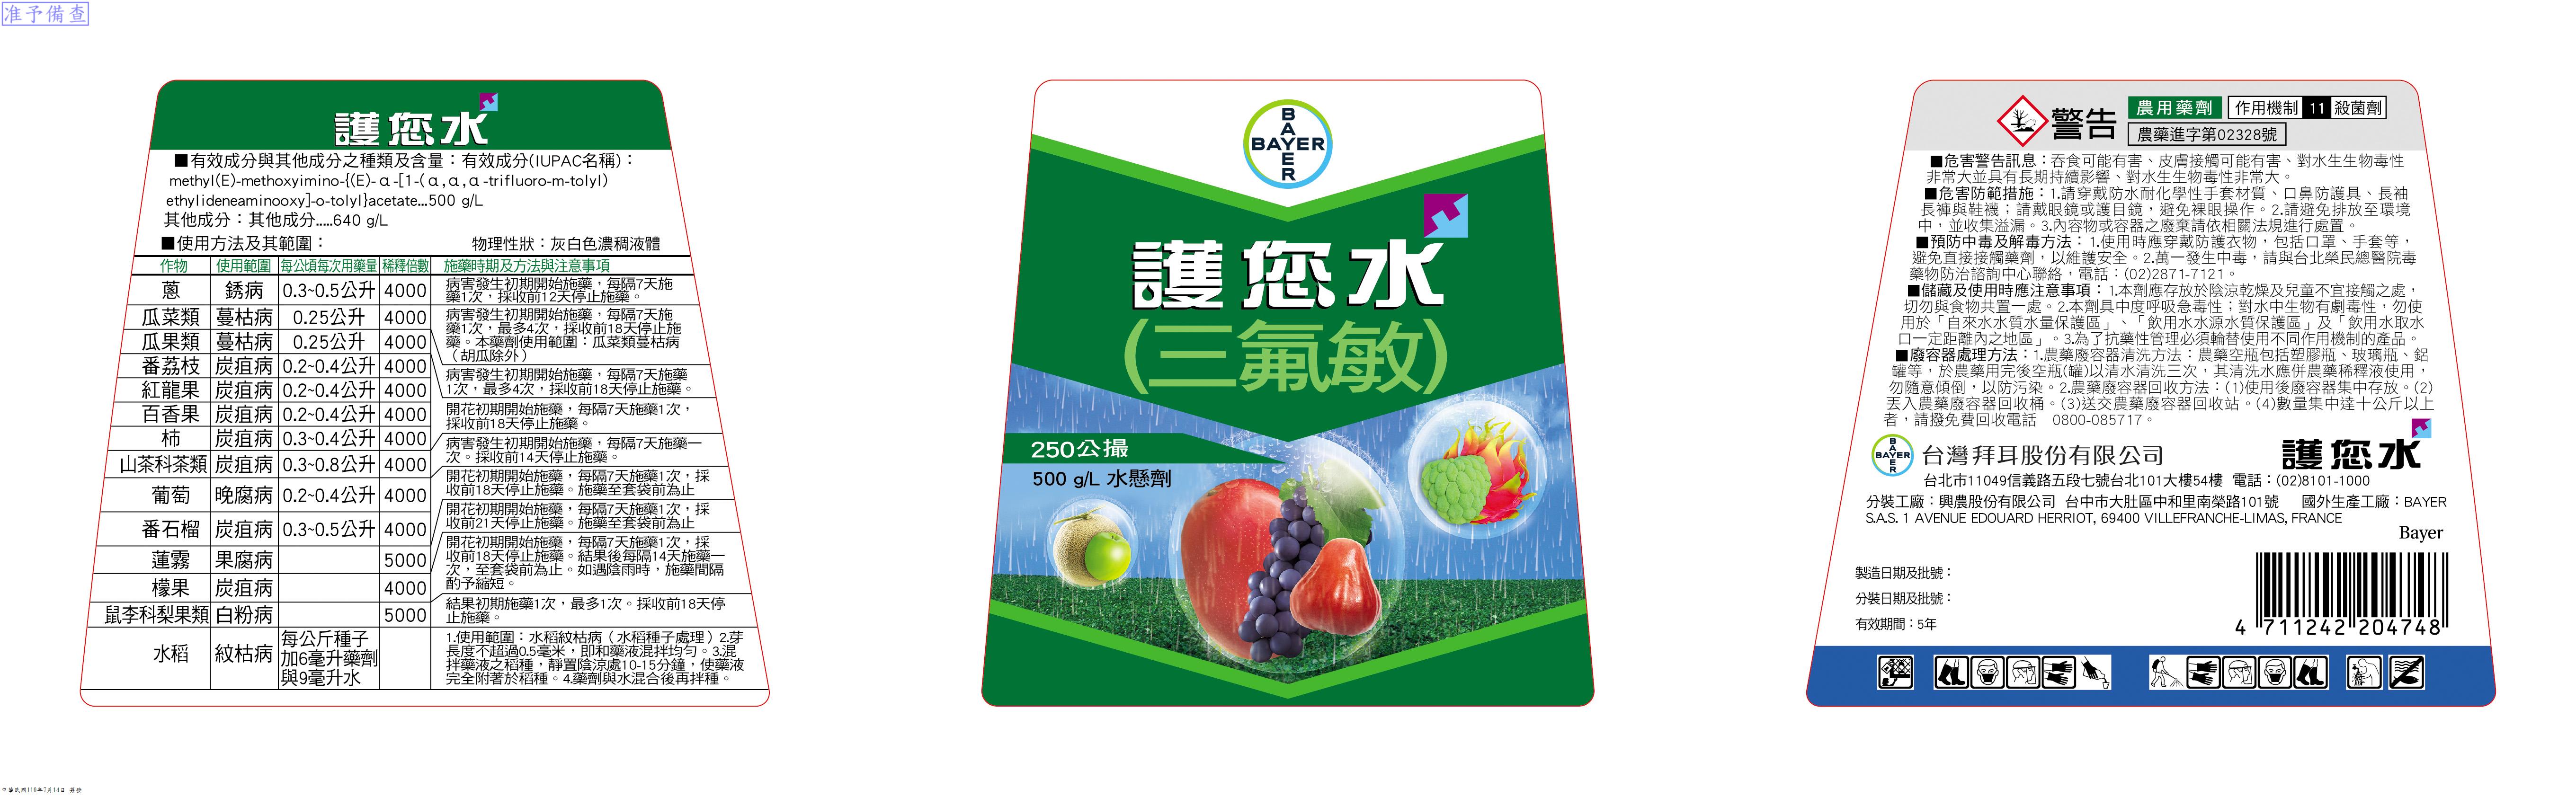 准予備查
護您水
■有效成分與其他成分之種類及含量：有效成分(IUPAC名稱)：
methyl(E)-methoxyimino-{(E)-α-[1-(α,α,α-trifluoro-m-tolyl)
ethylideneaminooxy]-o-tolyl}acetate...500 g/L
其他成分：其他成分.....640 g/L
■使用方法及其範圍： 物理性狀：灰白色濃稠液體
作物 使用範圍 每公頃每次用藥量 稀釋倍數 施藥時期及方法與注意事項
蔥 銹病 0.3~0.5公升 4000
瓜菜類 蔓枯病 0.25公升 4000
瓜果類 蔓枯病 0.25公升 4000
番荔枝 炭疽病 0.2~0.4公升 4000
紅龍果 炭疽病 0.2~0.4公升 4000
百香果 炭疽病 0.2~0.4公升 4000
柿 炭疽病 0.3~0.4公升 4000
山茶科茶類 炭疽病 0.3~0.8公升 4000
葡萄 晚腐病 0.2~0.4公升 4000
番石榴 炭疽病 0.3~0.5公升 4000
蓮霧 果腐病 5000
檬果 炭疽病 4000
鼠李科梨果類 白粉病 5000
水稻 紋枯病 每公斤種子
加6毫升藥劑
與9毫升水
病害發生初期開始施藥，每隔7天施
藥1次，採收前12天停止施藥。
病害發生初期開始施藥，每隔7天施
藥1次，最多4次，採收前18天停止施
藥。本藥劑使用範圍：瓜菜類蔓枯病
（胡瓜除外）
病害發生初期開始施藥，每隔7天施藥
1次，最多4次，採收前18天停止施藥。
開花初期開始施藥，每隔7天施藥1次，
採收前18天停止施藥。
病害發生初期開始施藥，每隔7天施藥一
次。採收前14天停止施藥。
開花初期開始施藥，每隔7天施藥1次，採
收前18天停止施藥。施藥至套袋前為止
開花初期開始施藥，每隔7天施藥1次，採
收前21天停止施藥。施藥至套袋前為止
開花初期開始施藥，每隔7天施藥1次，採
收前18天停止施藥。結果後每隔14天施藥一
次，至套袋前為止。如遇陰雨時，施藥間隔
酌予縮短。
結果初期施藥1次，最多1次。採收前18天停
止施藥。
1.使用範圍：水稻紋枯病（水稻種子處理）2.芽
長度不超過0.5毫米，即和藥液混拌均勻。3.混
拌藥液之稻種，靜置陰涼處10-15分鐘，使藥液
完全附著於稻種。4.藥劑與水混合後再拌種。
中華民國110年7月14日 簽發
BAYER
BAYER
護您水
(三氟敏)
250公撮
500 g/L 水懸劑
警告
農用藥劑 作用機制 11 殺菌劑
農藥進字第02328號
■危害警告訊息：吞食可能有害、皮膚接觸可能有害、對水生生物毒性
非常大並具有長期持續影響、對水生生物毒性非常大。
■危害防範措施：1.請穿戴防水耐化學性手套材質、口鼻防護具、長袖
長褲與鞋襪；請戴眼鏡或護目鏡，避免裸眼操作。2.請避免排放至環境
中，並收集溢漏。3.內容物或容器之廢棄請依相關法規進行處置。
■預防中毒及解毒方法：1.使用時應穿戴防護衣物，包括口罩、手套等，
避免直接接觸藥劑，以維護安全。2.萬一發生中毒，請與台北榮民總醫院毒
藥物防治諮詢中心聯絡，電話：(02)2871-7121。
■儲藏及使用時應注意事項：1.本劑應存放於陰涼乾燥及兒童不宜接觸之處，
切勿與食物共置一處。2.本劑具中度呼吸急毒性；對水中生物有劇毒性，勿使
用於「自來水水質水量保護區」、「飲用水水源水質保護區」及「飲用水取水
口一定距離內之地區」。3.為了抗藥性管理必須輪替使用不同作用機制的產品。
■廢容器處理方法：1.農藥廢容器清洗方法：農藥空瓶包括塑膠瓶、玻璃瓶、鋁
罐等，於農藥用完後空瓶(罐)以清水清洗三次，其清洗水應併農藥稀釋液使用，
勿隨意傾倒，以防污染。2.農藥廢容器回收方法：(1)使用後廢容器集中存放。(2)
丟入農藥廢容器回收桶。(3)送交農藥廢容器回收站。(4)數量集中達十公斤以上
者，請撥免費回收電話 0800-085717。
BAYER
BAYER
台灣拜耳股份有限公司
護您水
台北市11049信義路五段七號台北101大樓54樓 電話：(02)8101-1000
分裝工廠：興農股份有限公司 台中市大肚區中和里南榮路101號 國外生產工廠：BAYER
S.A.S. 1 AVENUE EDOUARD HERRIOT, 69400 VILLEFRANCHE-LIMAS, FRANCE
Bayer
製造日期及批號：
分裝日期及批號：
有效期間：5年
4 711242 204748